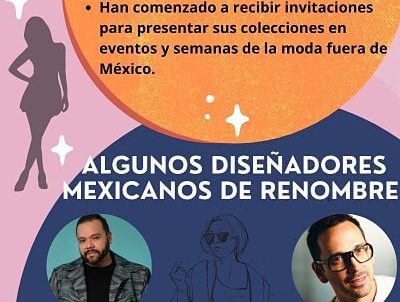 • Han comenzado a recibir invitaciones
para presentar sus colecciones en
eventos y semanas de la moda fuera de
México.
ALGUNOS DISEÑADORES
MEXICANOS DE RENOMBRE